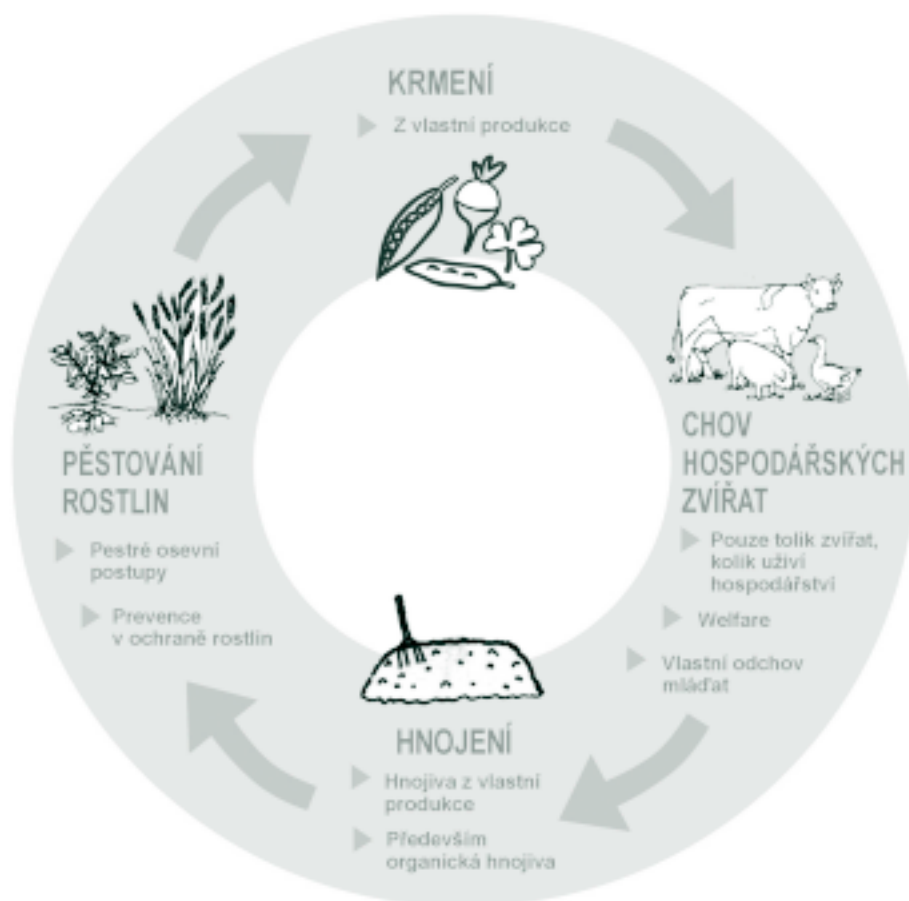 KRMENÍ
Z vlastní produkce
CHOV
HOSPODÁŘSKÝCH
ZVÍŘAT
Pouze tolik zvířat,
kolik uživí
hospodářství
Welfare
Vlastní odchov
mláďat
HNOJENÍ
Hnojiva z vlastní
produkce
Především
organická hnojiva
PĚSTOVÁNÍ
ROSTLIN
Pestré osevní
postupy
Prevence
v ochraně rostlin